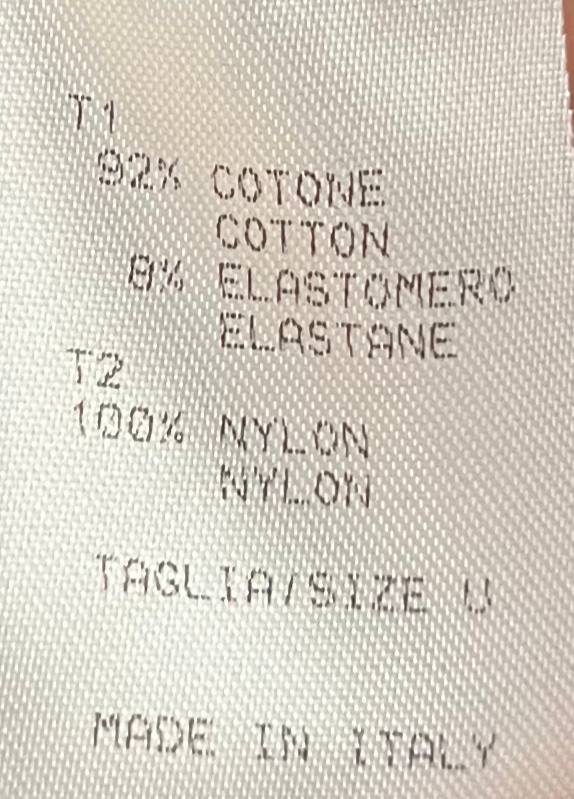 T1
92% COTONE
COTTON
8% ELASTOMERO
ELASTANE
T2
100% NYLON
NYLON
TAGLIA/SIZE U
MADE IN ITALY